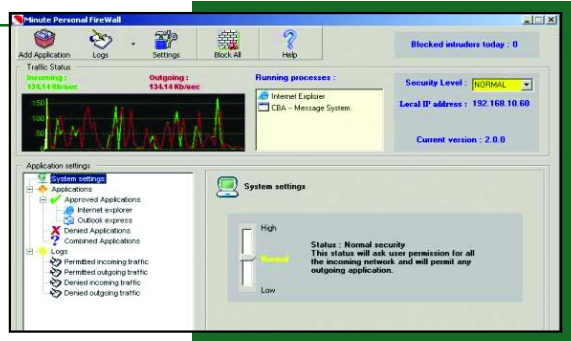 Minute Personal FireWall
Add Application
Logs
Settings
Block All
Help
Blocked intruders today : 0
Traffic Status
Incoming :
134.14 Kb/sec
Outgoing :
134.14 Kb/sec
150
100
50
Running processes :
Internet Explorer
CBA - Message System
Security Level : NORMAL
Local IP address : 192.168.10.60
Current version : 2.0.0
Application settings
System settings
Applications
Approved Applications
Internet explorer
Outlook express
Denied Applications
Combined Applications
Logs
Permitted incoming traffic
Permitted outgoing traffic
Denied incoming traffic
Denied outgoing traffic
System settings
High
Normal
Low
Status : Normal security
This status will ask user permission for all
the incoming network and will permit any
outgoing application.